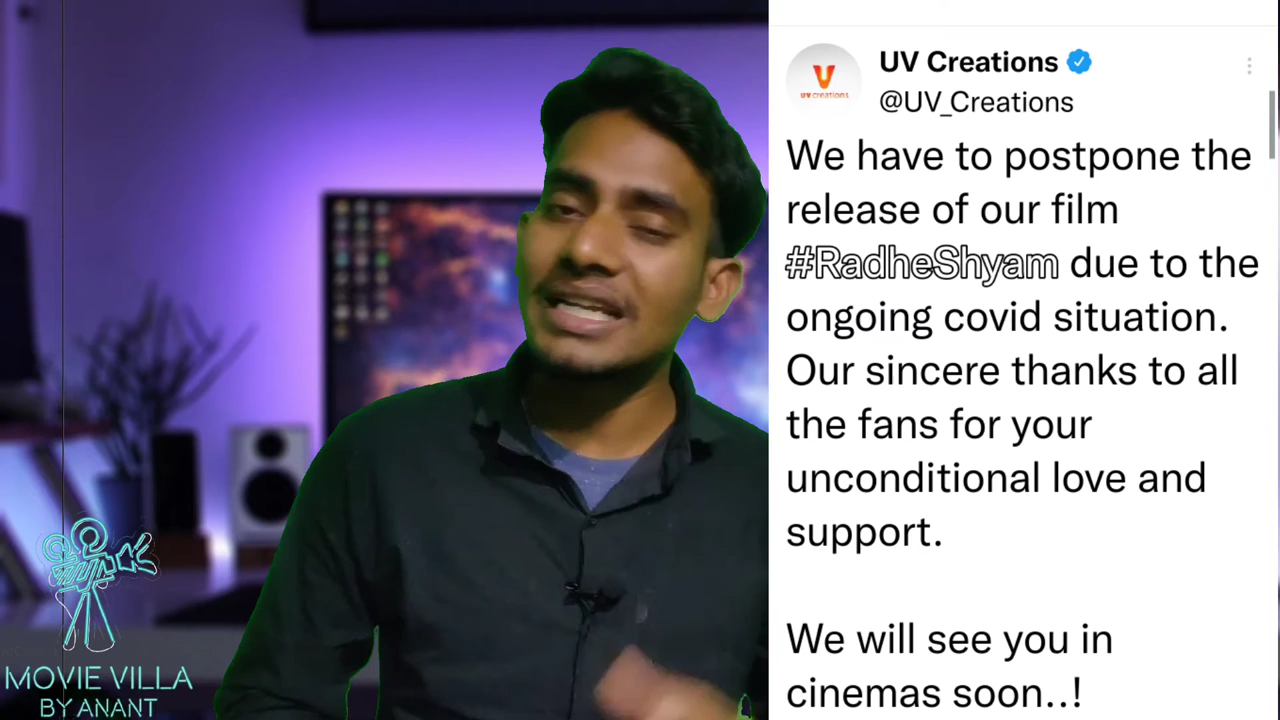 UV Creations
@UV_Creations
We have to postpone the
release of our film
#RadheShyam due to the
ongoing covid situation.
Our sincere thanks to all
the fans for your
unconditional love and
support.
We will see you in
cinemas soon..!
UV creations
MOVIE VILLA
BY ANANT